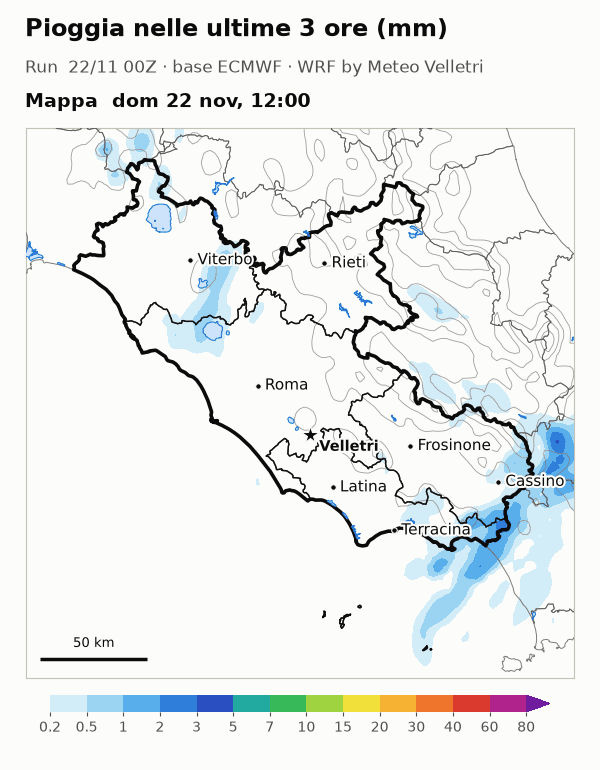 Pioggia nelle ultime 3 ore (mm)
Run  22/11 00Z · base ECMWF · WRF by Meteo Velletri
Mappa  dom 22 nov, 12:00
Viterbo
Rieti
Roma
Velletri
Frosinone
Latina
Cassino
Terracina
50 km
0.2 0.5 1 2 3 5 7 10 15 20 30 40 60 80